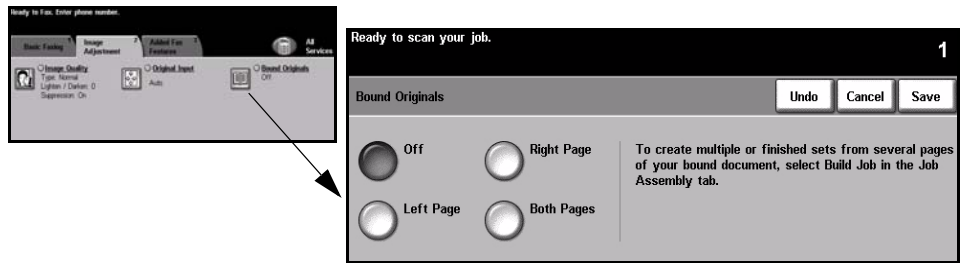 Ready to Fax. Enter phone number.
Basic Faxing
Image Adjustment
Added Fax Features
All Services
Image Quality
Type: Normal
Lighten / Darken: 0
Suppression: On
Original Input
Auto
Bound Originals
Off
Ready to scan your job.
1
Bound Originals
Undo
Cancel
Save
Off
Right Page
Left Page
Both Pages
To create multiple or finished sets from several pages
of your bound document, select Build Job in the Job
Assembly tab.